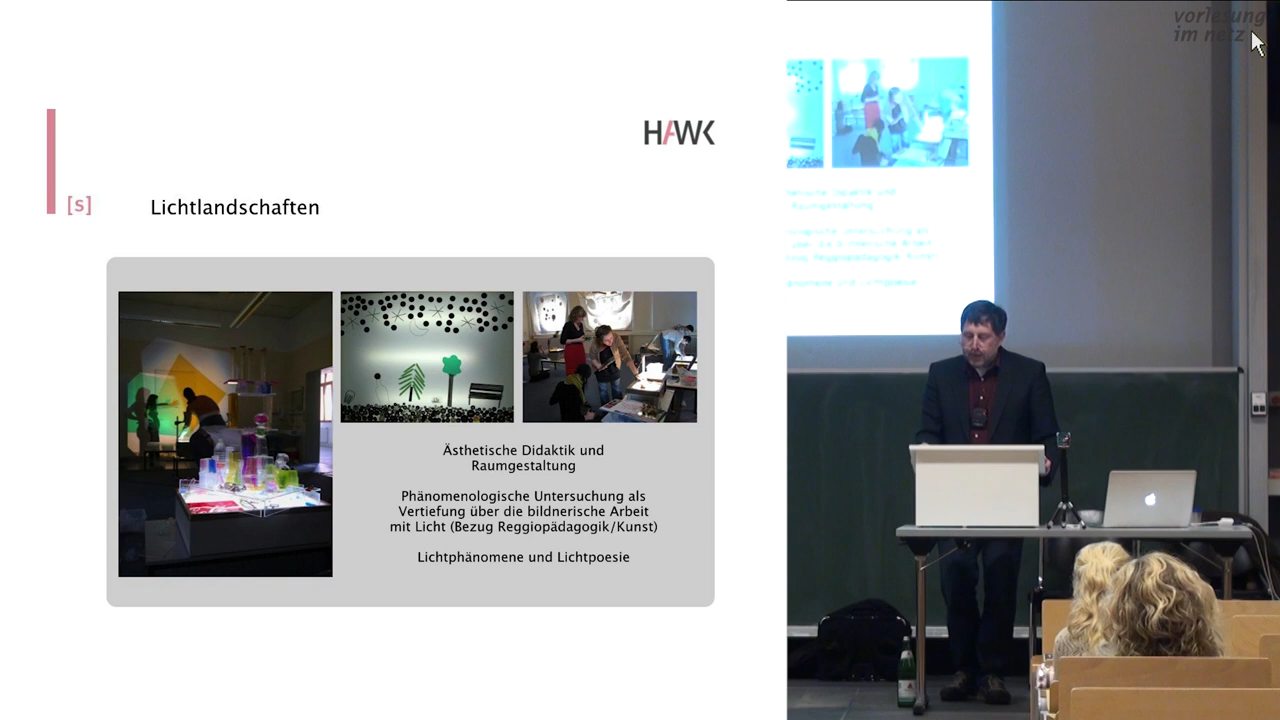 HAWK
[s]
Lichtlandschaften
Ästhetische Didaktik und
Raumgestaltung
Phänomenologische Untersuchung als
Vertiefung über die bildnerische Arbeit
mit Licht (Bezug Reggiopädagogik/Kunst)
Lichtphänomene und Lichtpoesie
vorlesung
im netz